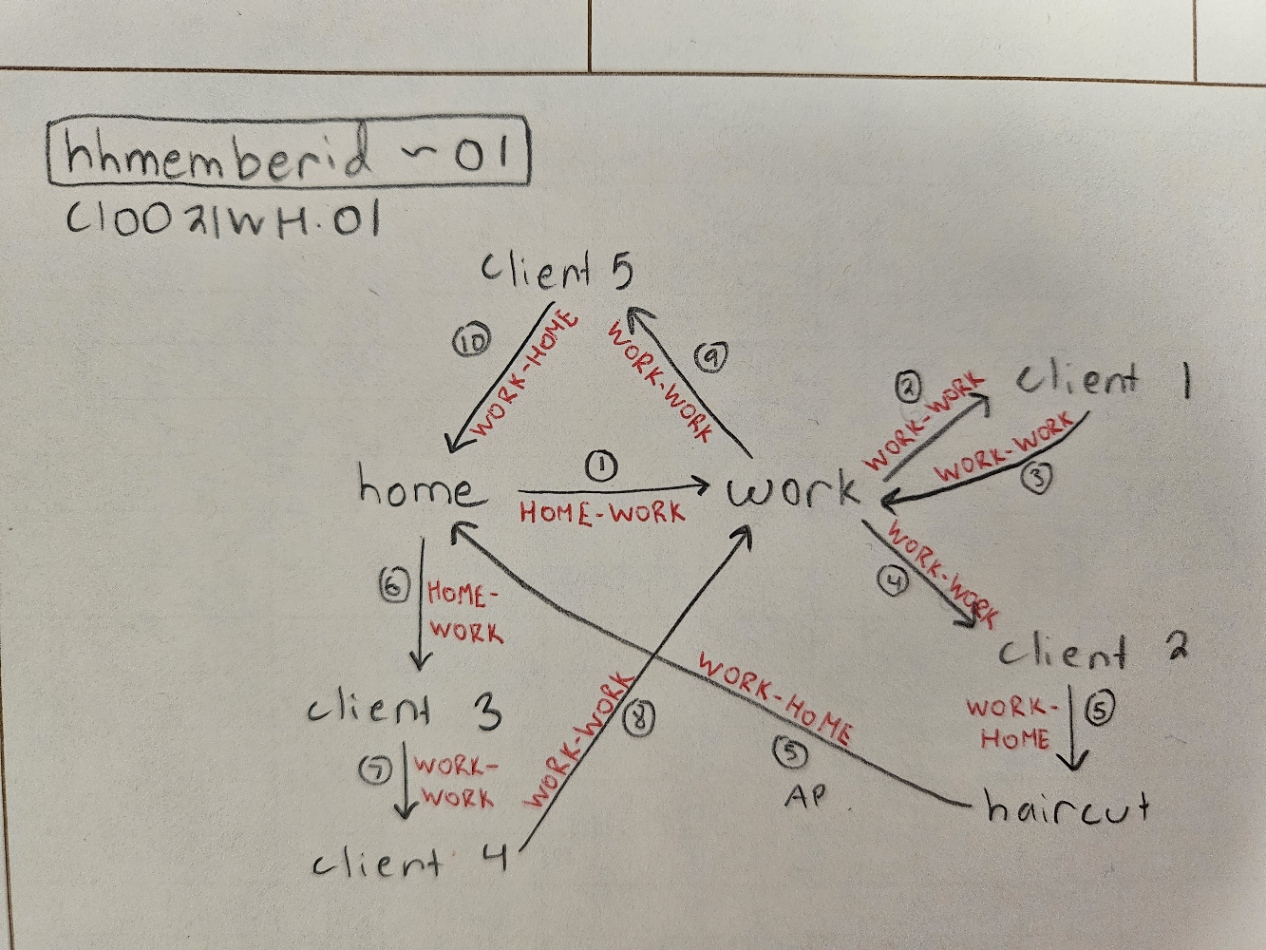 hhmemberid ~ 01
C10021WH.01
client 5
⑩
WORK-HOME
⑨
WORK-WORK
home
①
HOME-WORK
work
②
WORK-WORK
client 1
③
WORK-WORK
④
WORK-WORK
client 2
⑥
HOME-
WORK
client 3
⑦
WORK-
WORK
client 4
WORK-WORK
⑧
WORK-HOME
⑤
AP.
WORK-
HOME
⑤
haircut